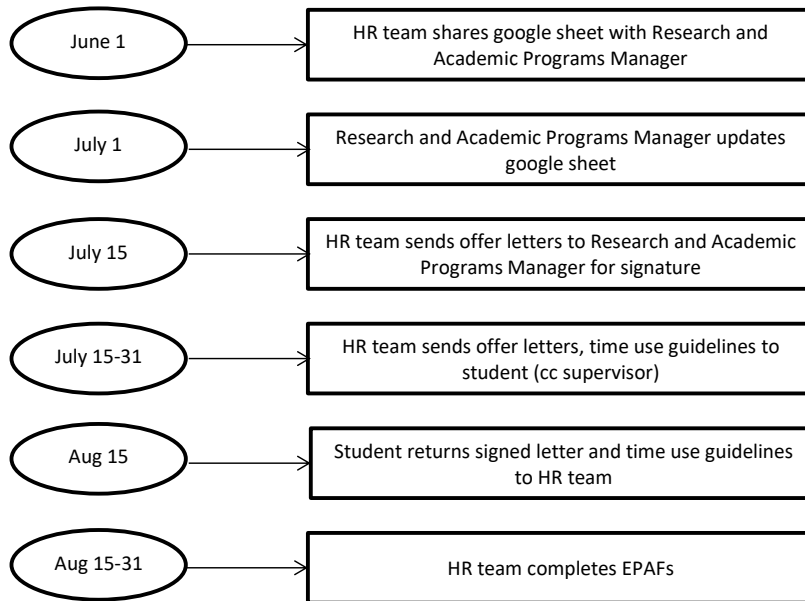 June 1
HR team shares google sheet with Research and
Academic Programs Manager
July 1
Research and Academic Programs Manager updates
google sheet
July 15
HR team sends offer letters to Research and Academic
Programs Manager for signature
July 15-31
HR team sends offer letters, time use guidelines to
student (cc supervisor)
Aug 15
Student returns signed letter and time use guidelines
to HR team
Aug 15-31
HR team completes EPAFs